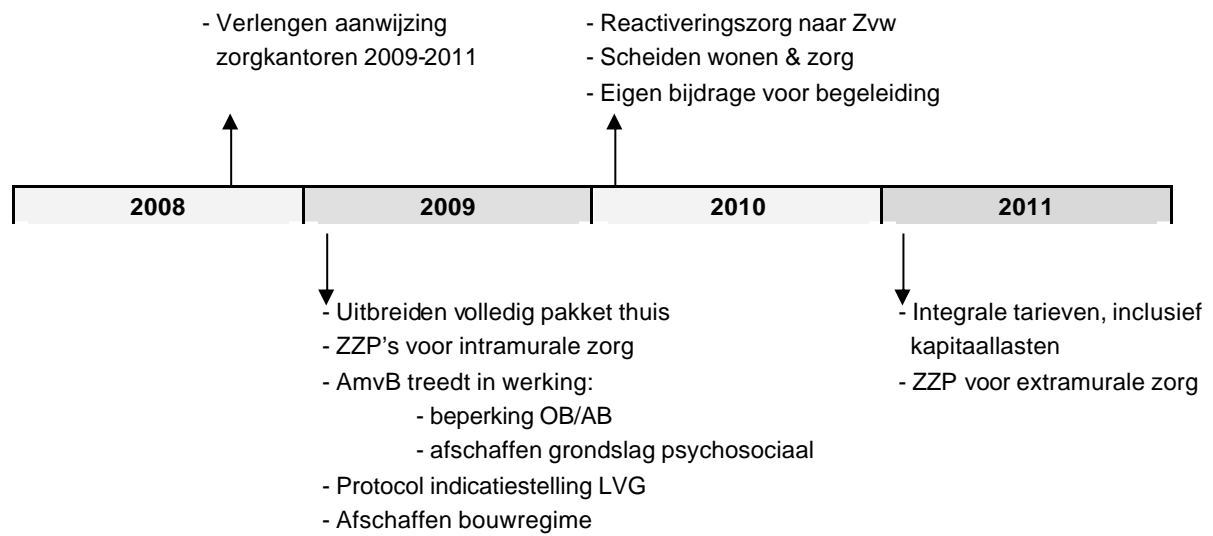 - Verlengen aanwijzing
zorgkantoren 2009-2011
- Reactiveringszorg naar Zvw
- Scheiden wonen & zorg
- Eigen bijdrage voor begeleiding
2008
2009
2010
2011
- Uitbreiden volledig pakket thuis
- ZZP's voor intramurale zorg
- AmvB treedt in werking:
- beperking OB/AB
- afschaffen grondslag psychosociaal
- Protocol indicatiestelling LVG
- Afschaffen bouwregime
- Integrale tarieven, inclusief
kapitaallasten
- ZZP voor extramurale zorg